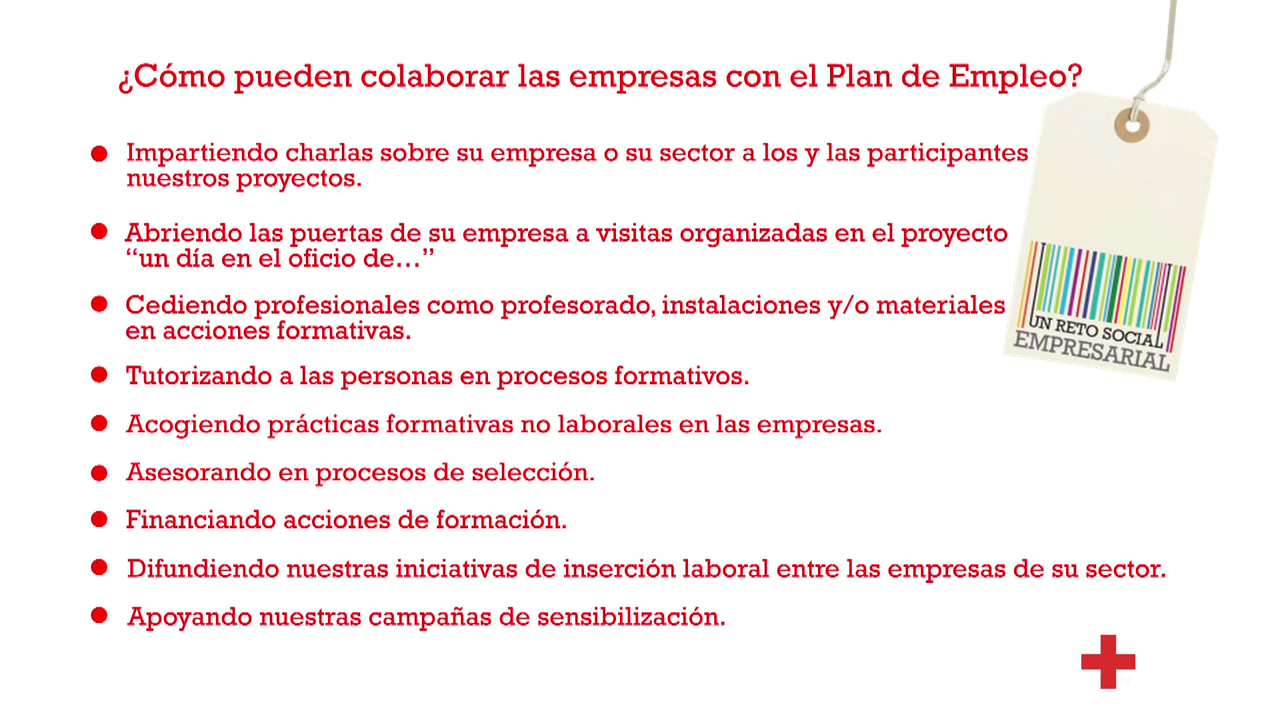 ¿Cómo pueden colaborar las empresas con el Plan de Empleo?
Impartiendo charlas sobre su empresa o su sector a los y las participantes
nuestros proyectos.
Abriendo las puertas de su empresa a visitas organizadas en el proyecto
“un día en el oficio de...”
Cediendo profesionales como profesorado, instalaciones y/o materiales
en acciones formativas.
Tutorizando a las personas en procesos formativos.
Acogiendo prácticas formativas no laborales en las empresas.
Asesorando en procesos de selección.
Financiando acciones de formación.
Difundiendo nuestras iniciativas de inserción laboral entre las empresas de su sector.
Apoyando nuestras campañas de sensibilización.
UN RETO SOCIAL
EMPRESARIAL